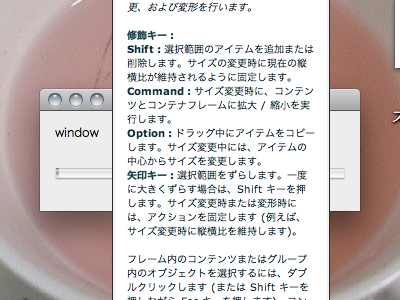 更、および変形を行います。
修飾キー：
Shift：選択範囲のアイテムを追加または
削除します。サイズの変更時に現在の縦
横比が維持されるように固定します。
Command：サイズ変更時に、コンテン
ツとコンテナフレームに拡大 / 縮小を実
行します。
Option：ドラッグ中にアイテムをコピー
します。サイズ変更中には、アイテムの
中心からサイズを変更します。
矢印キー：選択範囲をずらします。一度
に大きくずらす場合は、Shift キーを押
します。サイズ変更時または変形時に
は、アクションを固定します (例えば、
サイズ変更時に縦横比を維持します)。
フレーム内のコンテンツまたはグループ
内のオブジェクトを選択するには、ダブ
ルクリックします (または Shift キーを
window